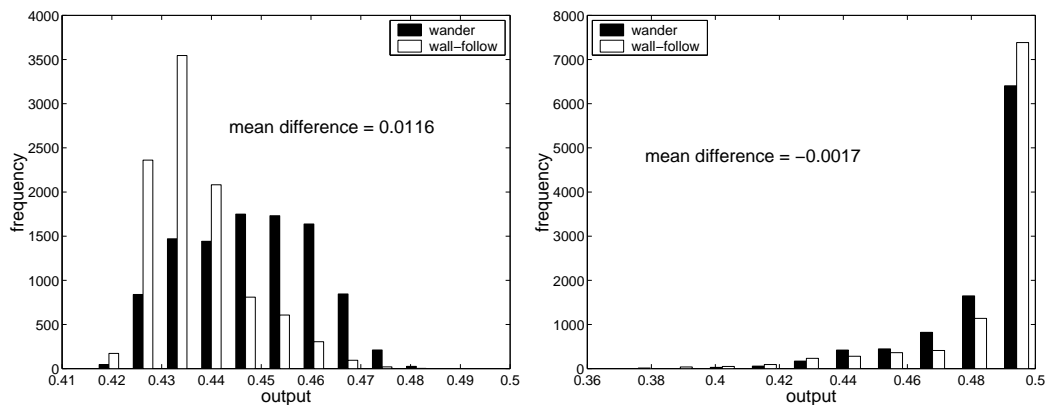 4000
3500
3000
2500
2000
1500
1000
500
0
frequency
wander
wall-follow
mean difference = 0.0116
0.41 0.42 0.43 0.44 0.45 0.46 0.47 0.48 0.49 0.5
output
8000
7000
6000
5000
4000
3000
2000
1000
0
frequency
wander
wall-follow
mean difference = −0.0017
0.36 0.38 0.4 0.42 0.44 0.46 0.48 0.5
output